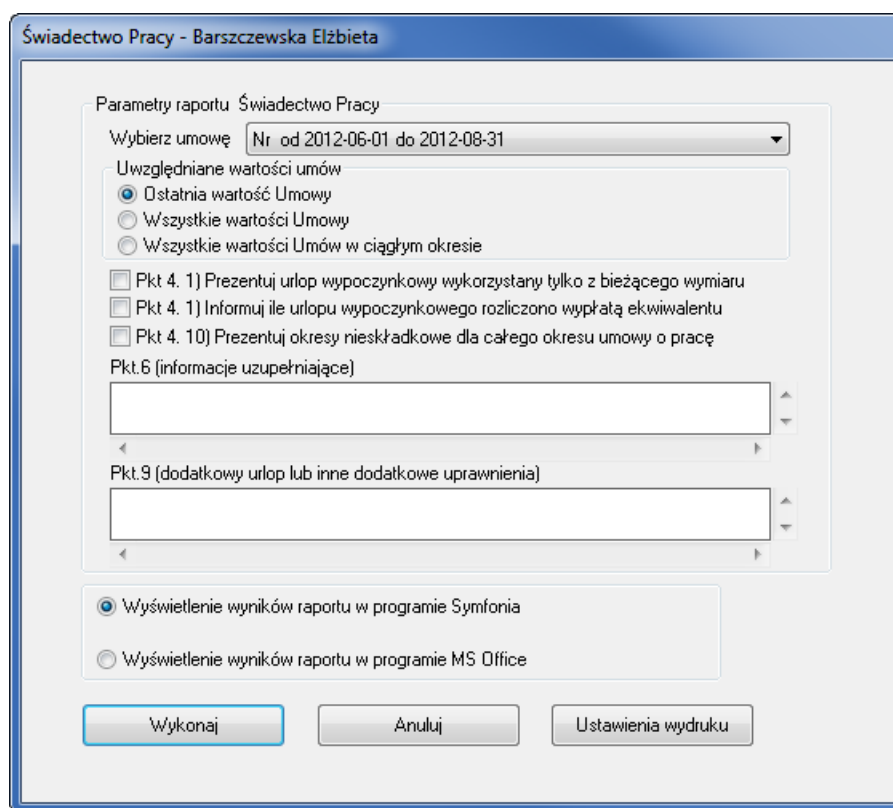 Świadectwo Pracy - Barszczewska Elżbieta
Parametry raportu Świadectwo Pracy
Wybierz umowę Nr od 2012-06-01 do 2012-08-31
Uwzględniane wartości umów
Ostatnia wartość Umowy
Wszystkie wartości Umowy
Wszystkie wartości Umów w ciągłym okresie
Pkt 4. 1) Prezentuj urlop wypoczynkowy wykorzystany tylko z bieżącego wymiaru
Pkt 4. 1) Informuj ile urlopu wypoczynkowego rozliczono wypłatą ekwiwalentu
Pkt 4. 10) Prezentuj okresy nieskładkowe dla całego okresu umowy o pracę
Pkt.6 (informacje uzupełniające)
Pkt.9 (dodatkowy urlop lub inne dodatkowe uprawnienia)
Wyświetlenie wyników raportu w programie Symfonia
Wyświetlenie wyników raportu w programie MS Office
Wykonaj Anuluj Ustawienia wydruku